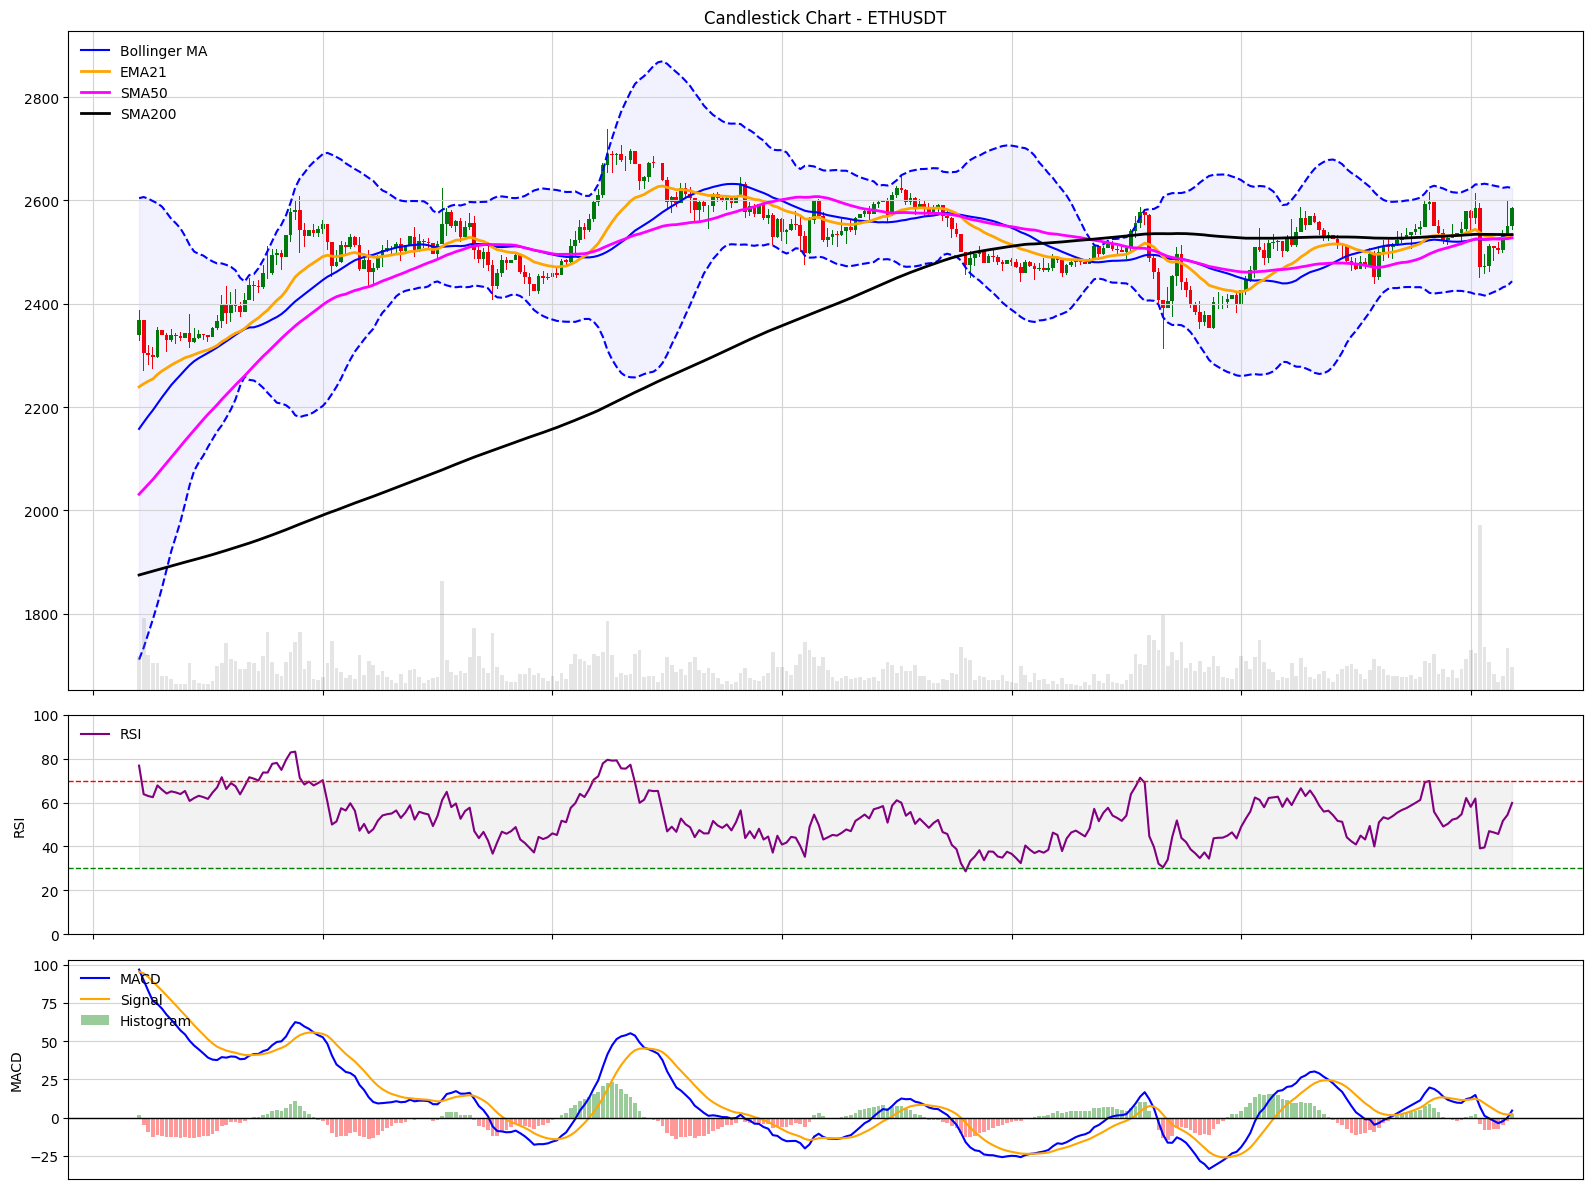 Candlestick Chart - ETHUSDT
Bollinger MA
EMA21
SMA50
SMA200
2800
2600
2400
2200
2000
1800
RSI
100
80
60
40
20
0
RSI
MACD
Signal
Histogram
100
75
50
25
0
−25
MACD